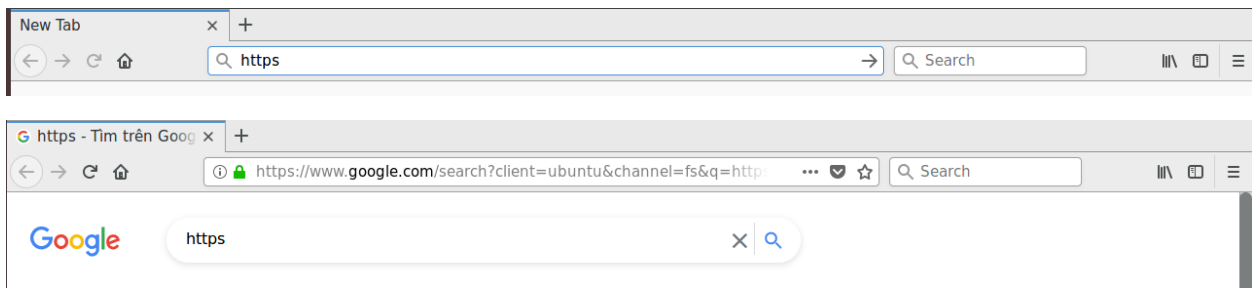 New Tab
https
Search
https - Tìm trên Goog
https://www.google.com/search?client=ubuntu&channel=fs&q=http
Search
Google
https